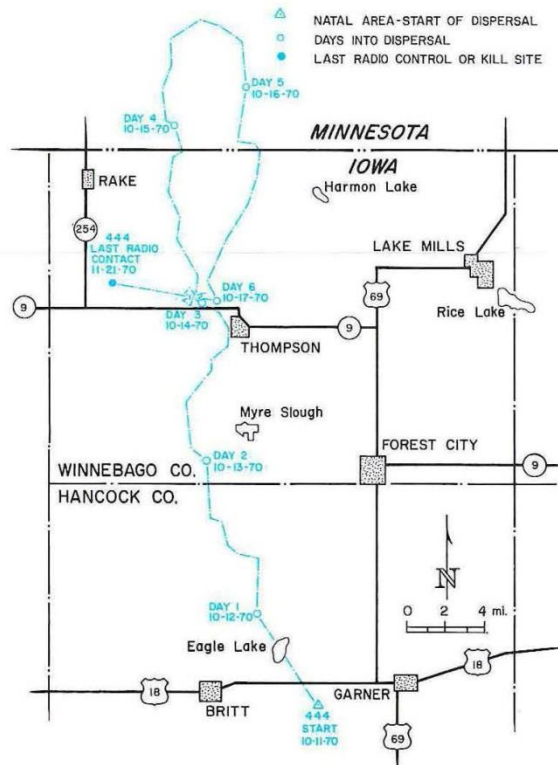 NATAL AREA-START OF DISPERSAL
DAYS INTO DISPERSAL
LAST RADIO CONTROL OR KILL SITE
DAY 5
10-16-70
DAY 4
10-15-70
MINNESOTA
IOWA
RAKE
Harmon Lake
254
444
LAST RADIO
CONTACT
11-21-70
LAKE MILLS
DAY 6
10-17-70
69
9
DAY 3
10-14-70
Rice Lake
9
THOMPSON
Myre Slough
FOREST CITY
DAY 2
10-13-70
WINNEBAGO CO.
9
HANCOCK CO.
N
DAY 1
10-12-70
0 2 4 mi.
Eagle Lake
18
18
GARNER
BRITT
444
START
10-11-70
69